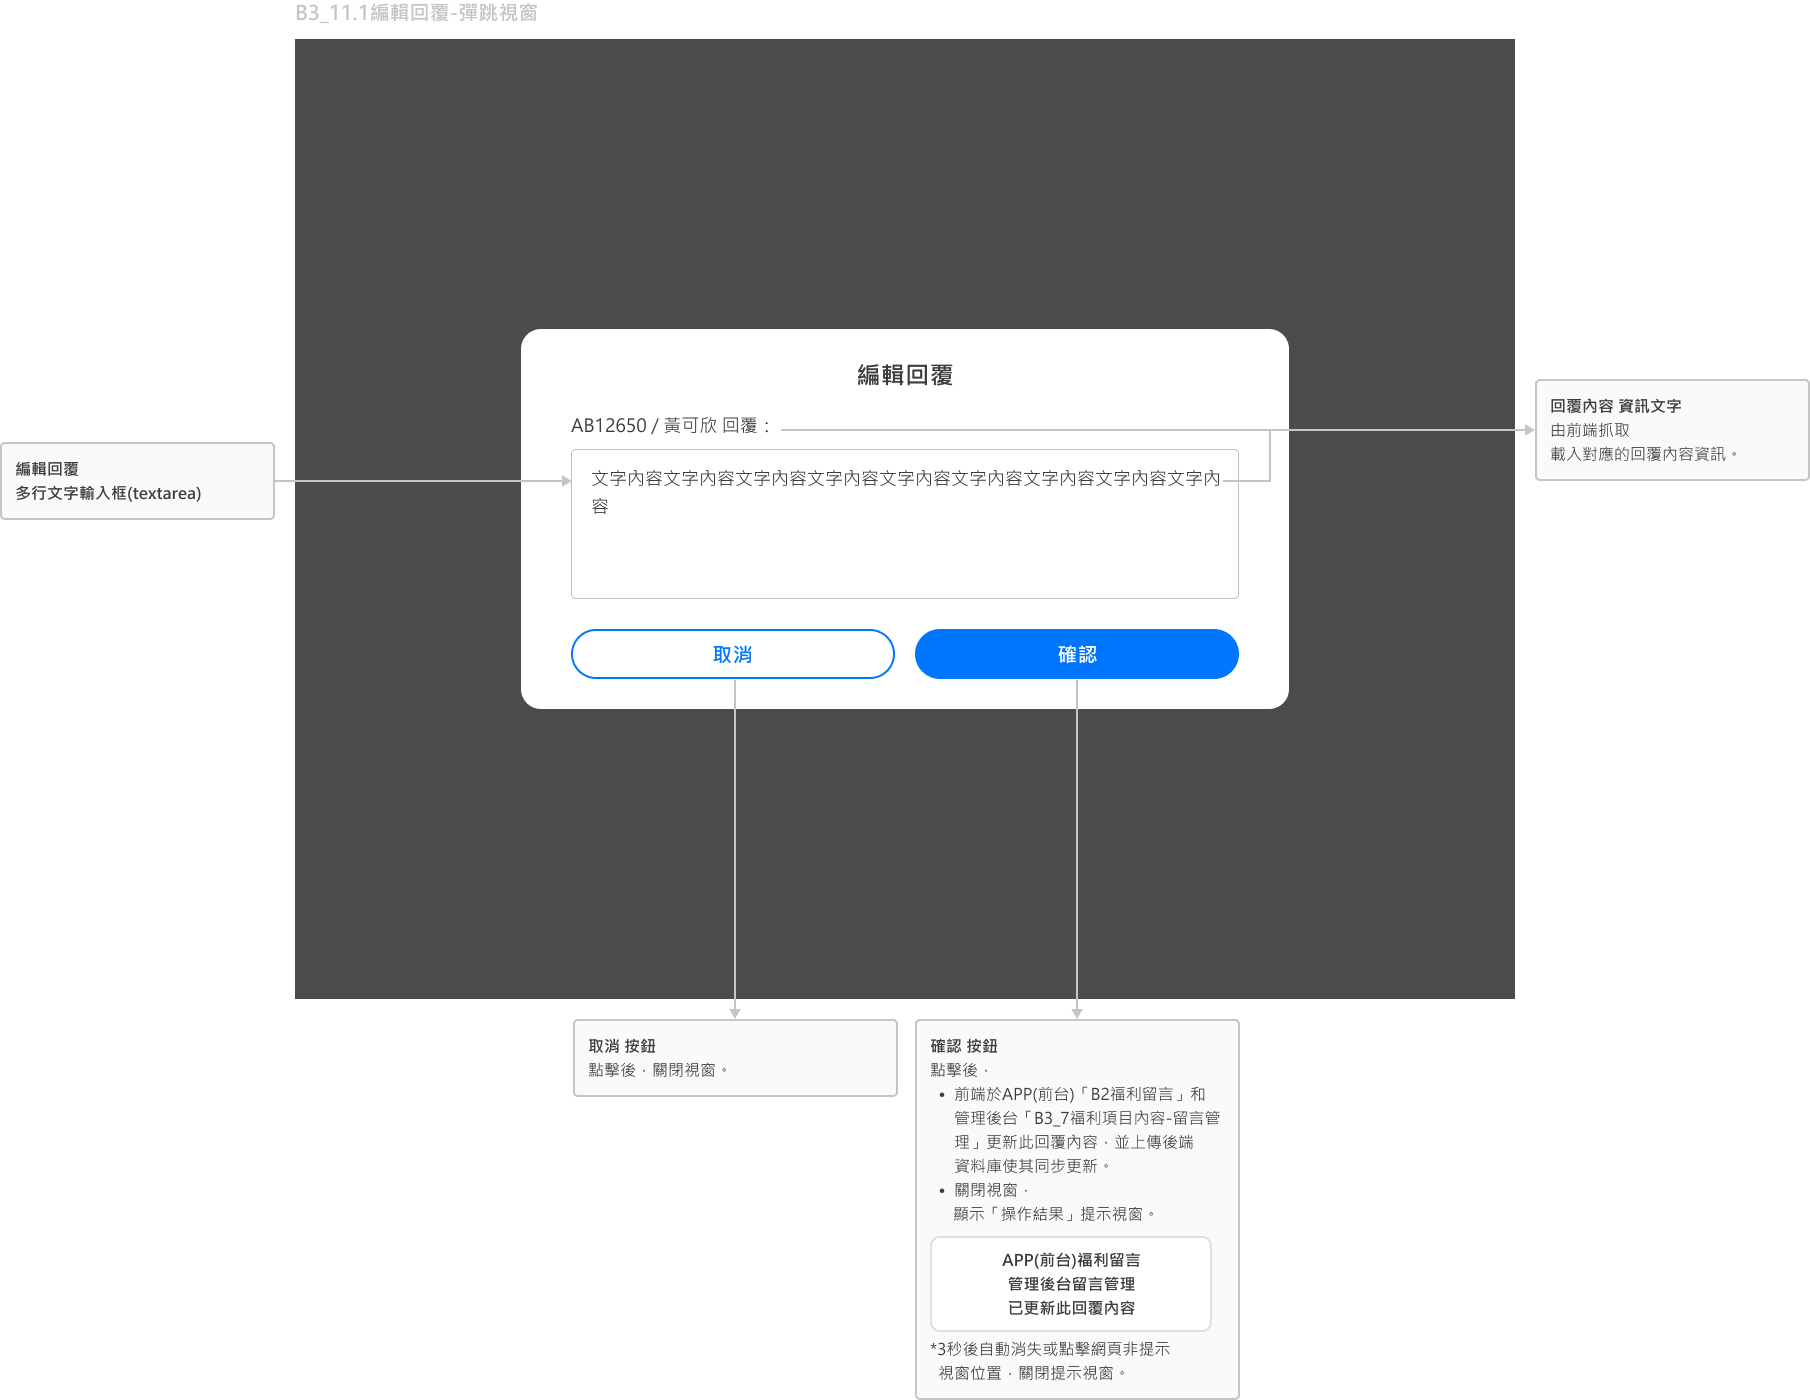 B3_11.1編輯回覆-彈跳視窗
編輯回覆
AB12650 / 黃可欣 回覆：
文字內容文字內容文字內容文字內容文字內容文字內容文字內容文字內容文字內
容
取消
確認
編輯回覆
多行文字輸入框(textarea)
回覆內容 資訊文字
由前端抓取
載入對應的回覆內容資訊。
取消 按鈕
點擊後，關閉視窗。
確認 按鈕
點擊後，
• 前端於APP(前台)「B2福利留言」和
管理後台「B3_7福利項目內容-留言管
理」更新此回覆內容，並上傳後端
資料庫使其同步更新。
• 關閉視窗，
顯示「操作結果」提示視窗。
APP(前台)福利留言
管理後台留言管理
已更新此回覆內容
*3秒後自動消失或點擊網頁非提示
視窗位置，關閉提示視窗。